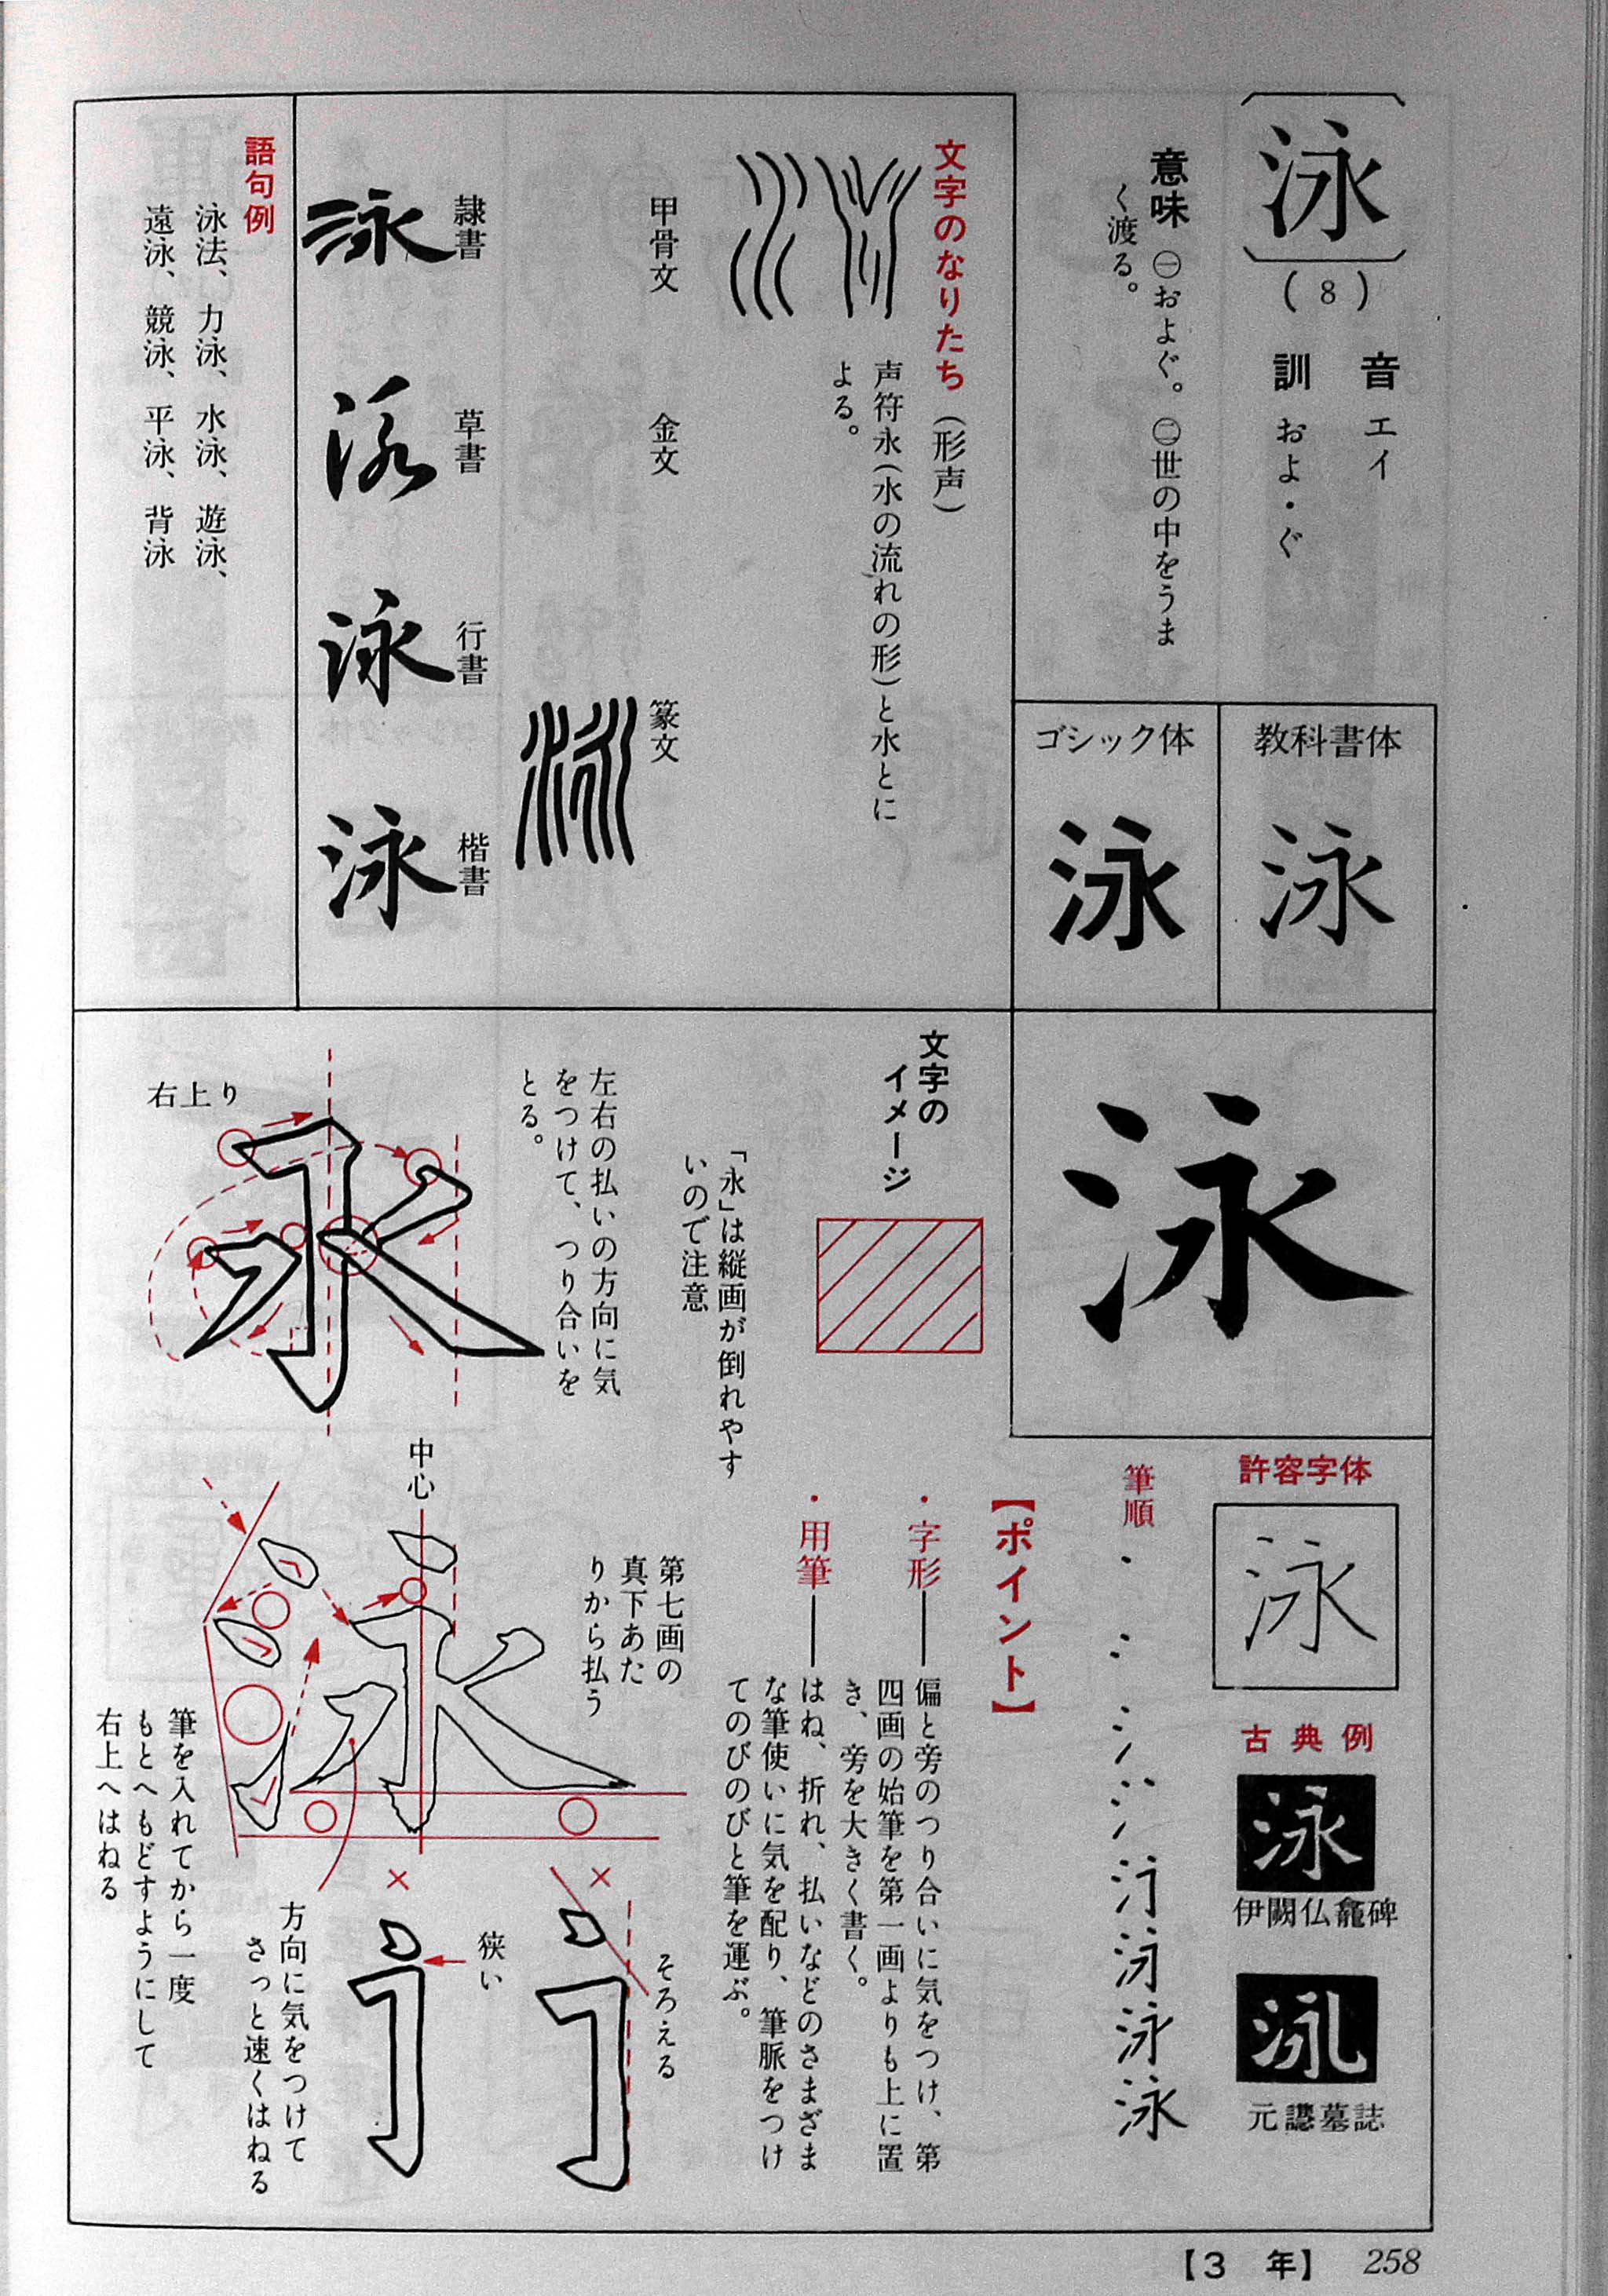 泳
(8)
音 エイ
訓 およ・ぐ
意味 ㊀およぐ。㊁世の中をうま
く渡る。
教科書体
泳
ゴシック体
泳
文字のなりたち(形声)
声符永(水の流れの形)と水とに
よる。
甲骨文
金文
篆文
隷書
泳
草書
泳
行書
泳
楷書
泳
語句例
泳法、力泳、水泳、遊泳、
遠泳、競泳、平泳、背泳
泳
許容字体
泳
古典例
泳
伊闕仏龕碑
泳
筆順
泳
文字の
イメージ
「永」は縦画が倒れやす
いので注意
左右の払いの方向に気
をつけて、つり合いを
とる。
右上り
【ポイント】
・字形――偏と旁のつり合いに気をつけ、第
四画の始筆を第一画よりも上に置
き、旁を大きく書く。
・用筆――はね、折れ、払いなどのさまざま
な筆使いに気を配り、筆脈をつけ
てのびのびと筆を運ぶ。
第七画の
真下あた
りから払う
中心
そろえる
狭い
方向に気をつけて
さっと速くはねる
筆を入れてから一度
もとへもどすようにして
右上へはねる
【3 年】 258